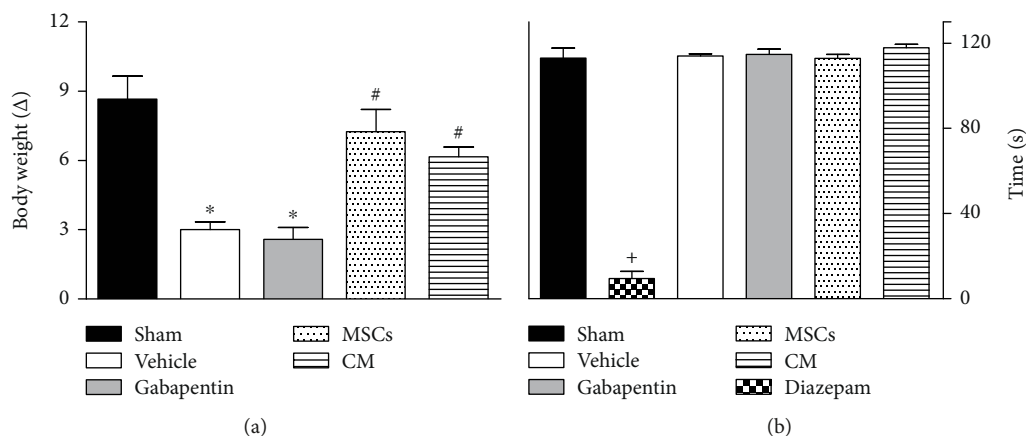 12
9
6
3
0
Body weight (Δ)
*
*
#
#
Sham
Vehicle
Gabapentin
MSCs
CM
(a)
+
120
80
40
0
Time (s)
Sham
Vehicle
Gabapentin
MSCs
CM
Diazepam
(b)